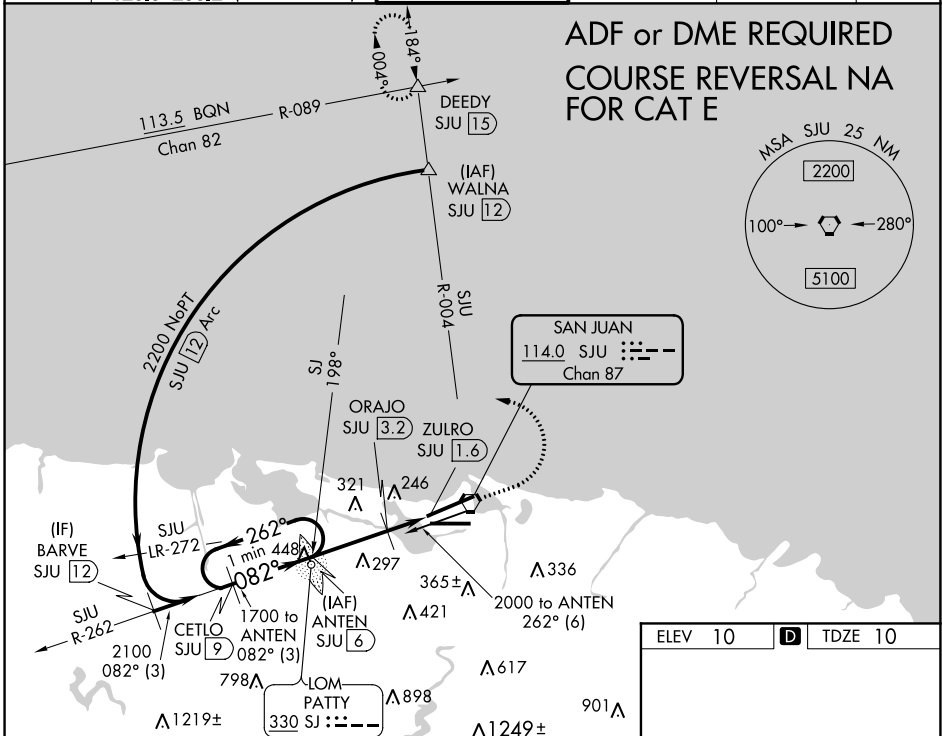 ADF or DME REQUIRED
COURSE REVERSAL NA
FOR CAT E
184°
004°
DEEDY
SJU 15
113.5 BQN
R-089
Chan 82
(IAF)
WALNA
SJU 12
MSA SJU 25 NM
2200
100°
280°
5100
2200 NoPT
SJU 12 Arc
SJU
R-004
SJ
198°
SAN JUAN
114.0 SJU
Chan 87
ORAJO
SJU 3.2
ZULRO
SJU 1.6
321
246
(IF)
BARVE
SJU 12
SJU
LR-272
262°
1 min
448
082°
297
336
365±
SJU
R-262
CETLO
SJU 9
1700 to
ANTEN
082° (3)
(IAF)
ANTEN
SJU 6
421
2000 to ANTEN
262° (6)
2100
082° (3)
617
ELEV 10
D
TDZE 10
798
LOM
PATTY
330 SJ
898
901
1219±
1249±